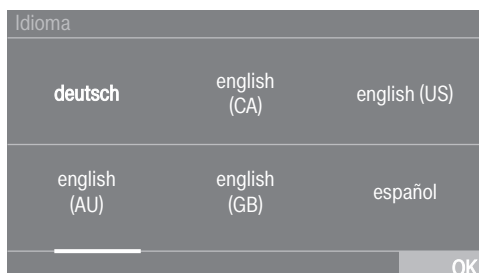 Idioma
deutsch
english
(CA)
english (US)
english
(AU)
english
(GB)
español
OK